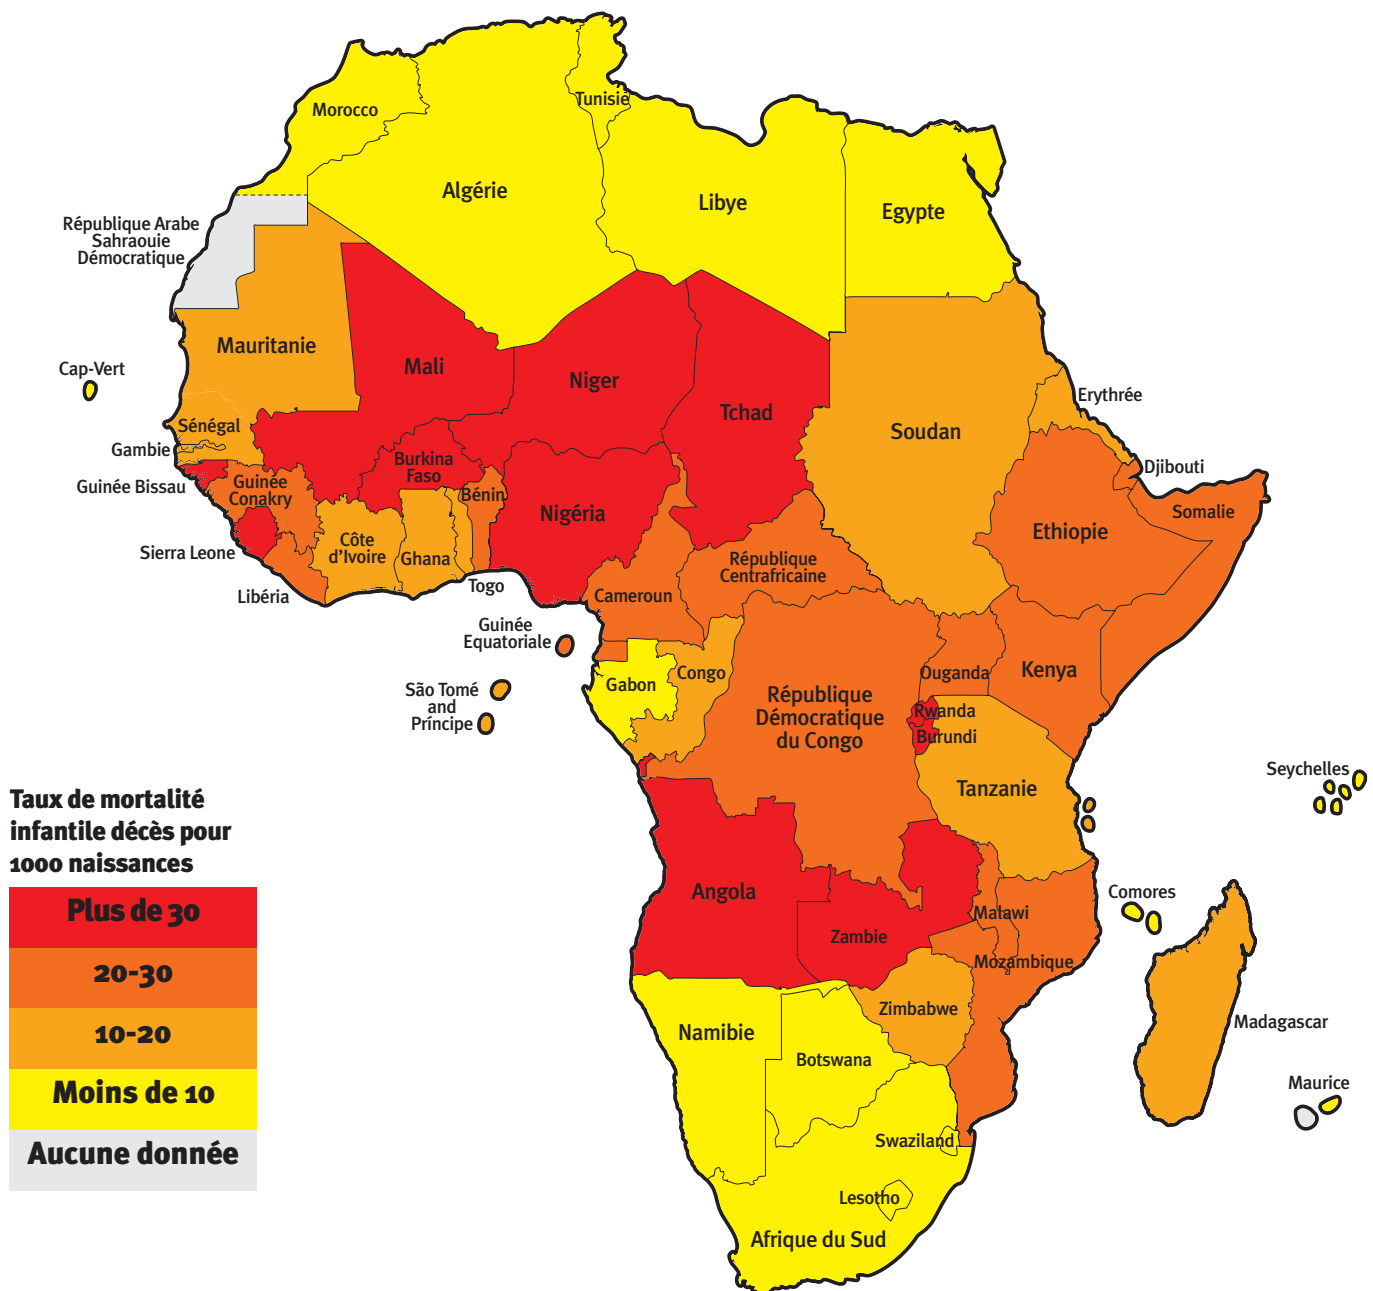 Morocco
Tunisie
Algérie
Libye
Egypte
République Arabe
Sahraouie
Démocratique
Mauritanie
Mali
Niger
Tchad
Soudan
Erythrée
Cap-Vert
Sénégal
Gambie
Guinée Bissau
Guinée
Conakry
Burkina
Faso
Bénin
Nigéria
Djibouti
Somalie
Ethiopie
Sierra Leone
Côte
d'Ivoire
Ghana
Togo
Libéria
Cameroun
République
Centrafricaine
Guinée
Equatoriale
São Tomé
and
Príncipe
Gabon
Congo
République
Démocratique
du Congo
Ouganda
Kenya
Rwanda
Burundi
Tanzanie
Seychelles
Comores
Angola
Zambie
Malawi
Mozambique
Zimbabwe
Madagascar
Maurice
Namibie
Botswana
Swaziland
Lesotho
Afrique du Sud
Taux de mortalité
infantile décès pour
1000 naissances
Plus de 30
20-30
10-20
Moins de 10
Aucune donnée